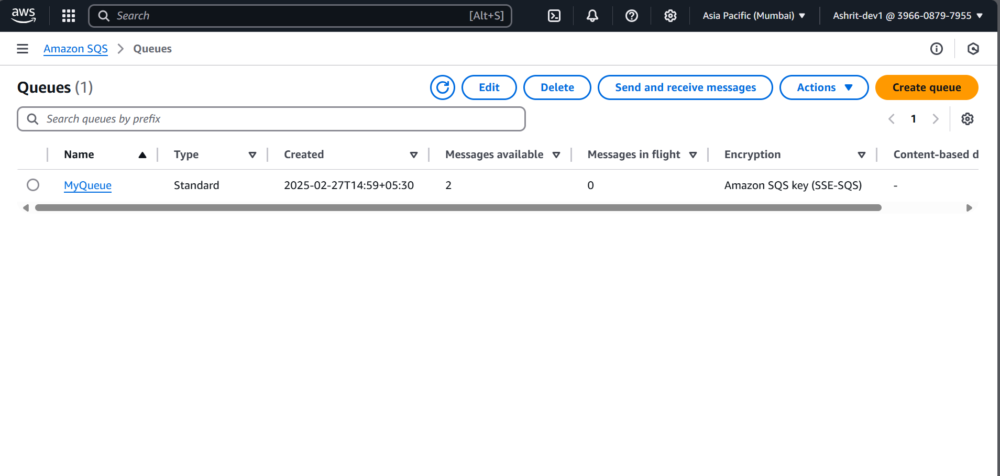 aws Search [Alt+S] Asia Pacific (Mumbai) Ashrit-dev1 @ 3966-0879-7955
Amazon SQS Queues
Queues (1) Edit Delete Send and receive messages Actions Create queue
Search queues by prefix 1
Name Type Created Messages available Messages in flight Encryption Content-based d
MyQueue Standard 2025-02-27T14:59+05:30 2 0 Amazon SQS key (SSE-SQS) -